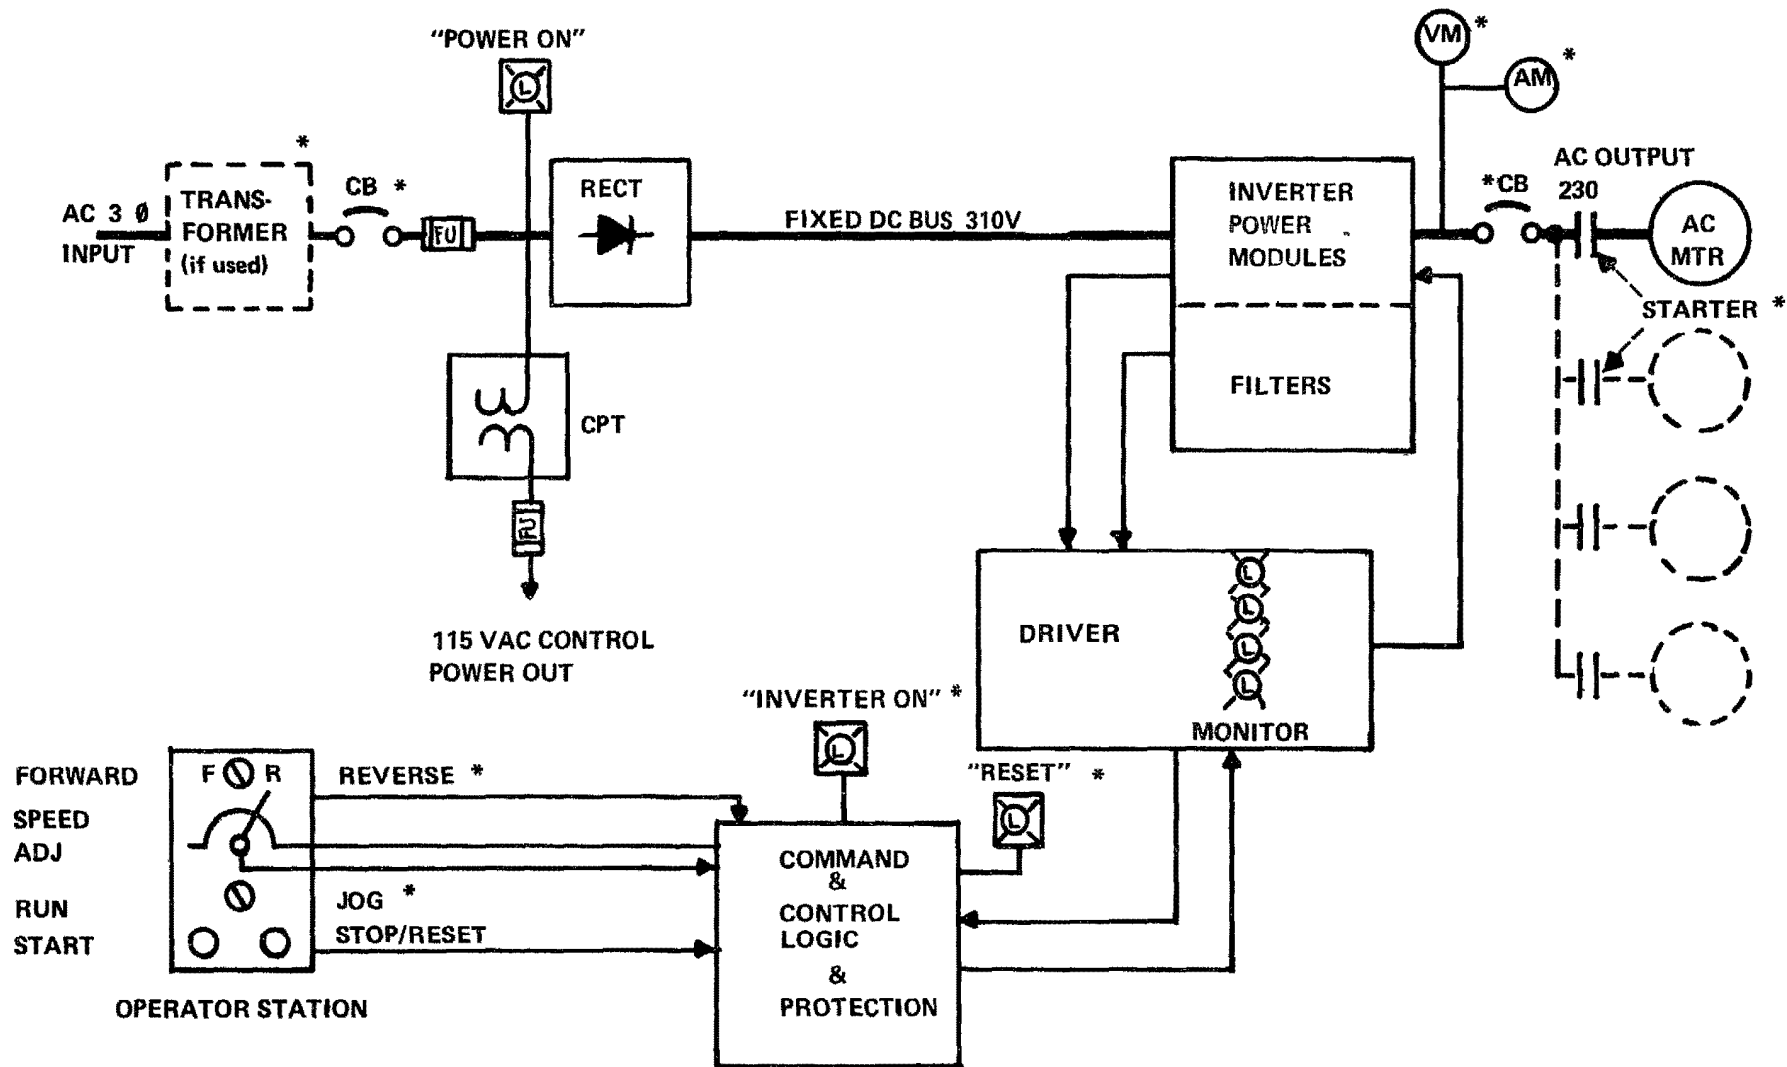 "POWER ON"
L
VM *
AM *
*
TRANS-
FORMER
(if used)
AC 3 Ø
INPUT
CB *
FU
RECT
FIXED DC BUS 310V
INVERTER
POWER
MODULES
FILTERS
*CB
AC OUTPUT
230
AC
MTR
STARTER *
CPT
FU
115 VAC CONTROL
POWER OUT
DRIVER
L
L
L
L
MONITOR
"INVERTER ON" *
L
"RESET" *
L
FORWARD
F R
REVERSE *
SPEED
ADJ
RUN
JOG *
START
STOP/RESET
OPERATOR STATION
COMMAND
&
CONTROL
LOGIC
&
PROTECTION